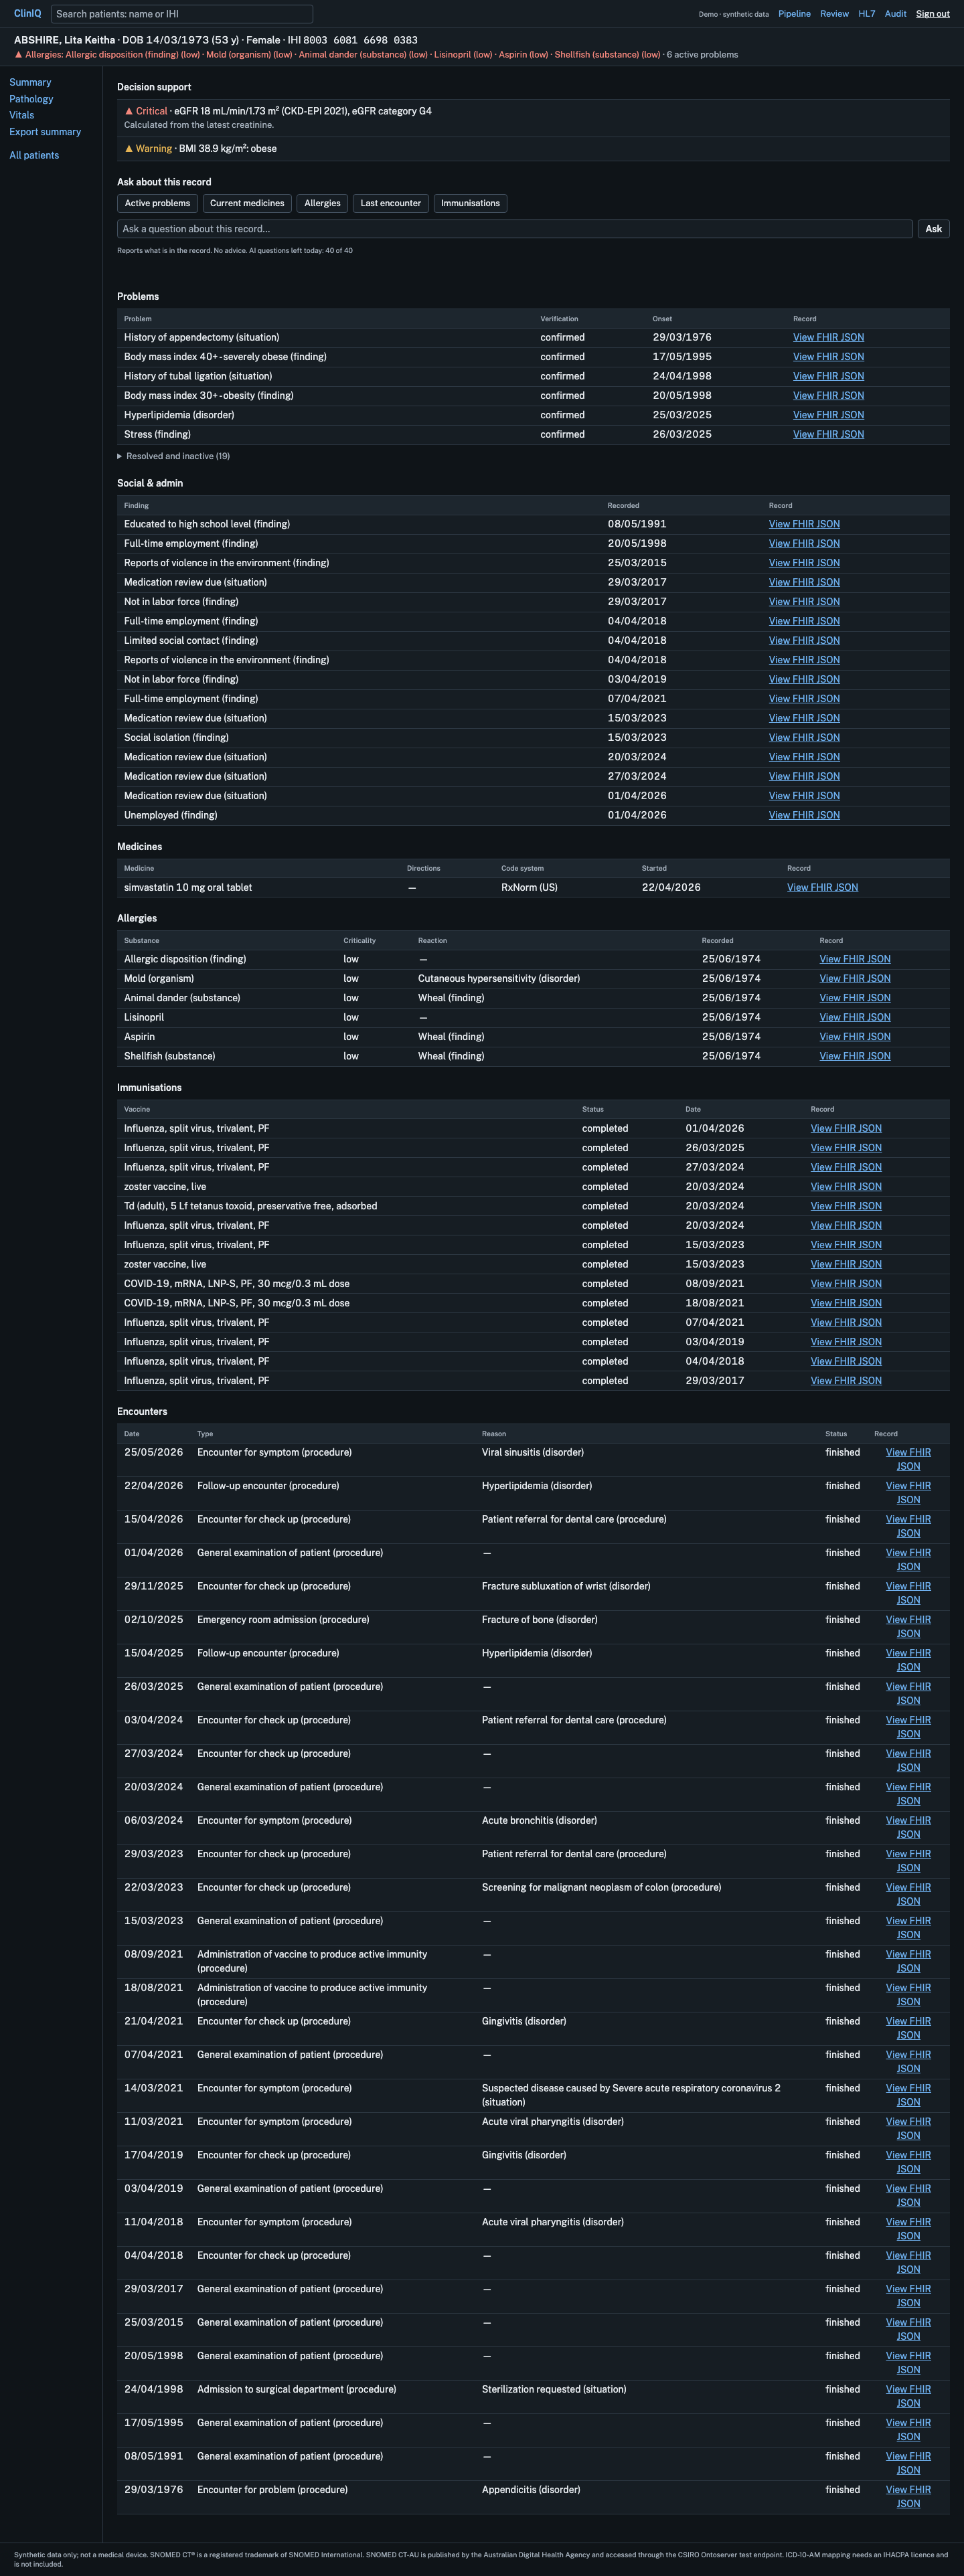 ClinIQ
Search patients: name or IHI
Demo · synthetic data Pipeline Review HL7 Audit Sign out
ABSHIRE, Lita Keitha · DOB 14/03/1973 (53 y) · Female · IHI 8003 6081 6698 0383
▲ Allergies: Allergic disposition (finding) (low) · Mold (organism) (low) · Animal dander (substance) (low) · Lisinopril (low) · Aspirin (low) · Shellfish (substance) (low) · 6 active problems
Summary
Pathology
Vitals
Export summary
All patients
Decision support
▲ Critical · eGFR 18 mL/min/1.73 m² (CKD-EPI 2021), eGFR category G4
Calculated from the latest creatinine.
▲ Warning · BMI 38.9 kg/m²: obese
Ask about this record
Active problems Current medicines Allergies Last encounter Immunisations
Ask a question about this record... Ask
Reports what is in the record. No advice. AI questions left today: 40 of 40
Problems
Problem Verification Onset Record
History of appendectomy (situation) confirmed 29/03/1976 View FHIR JSON
Body mass index 40+ - severely obese (finding) confirmed 17/05/1995 View FHIR JSON
History of tubal ligation (situation) confirmed 24/04/1998 View FHIR JSON
Body mass index 30+ - obesity (finding) confirmed 20/05/1998 View FHIR JSON
Hyperlipidemia (disorder) confirmed 25/03/2025 View FHIR JSON
Stress (finding) confirmed 26/03/2025 View FHIR JSON
▶ Resolved and inactive (19)
Social & admin
Finding Recorded Record
Educated to high school level (finding) 08/05/1991 View FHIR JSON
Full-time employment (finding) 20/05/1998 View FHIR JSON
Reports of violence in the environment (finding) 25/03/2015 View FHIR JSON
Medication review due (situation) 29/03/2017 View FHIR JSON
Not in labor force (finding) 29/03/2017 View FHIR JSON
Full-time employment (finding) 04/04/2018 View FHIR JSON
Limited social contact (finding) 04/04/2018 View FHIR JSON
Reports of violence in the environment (finding) 04/04/2018 View FHIR JSON
Not in labor force (finding) 03/04/2019 View FHIR JSON
Full-time employment (finding) 07/04/2021 View FHIR JSON
Medication review due (situation) 15/03/2023 View FHIR JSON
Social isolation (finding) 15/03/2023 View FHIR JSON
Medication review due (situation) 20/03/2024 View FHIR JSON
Medication review due (situation) 27/03/2024 View FHIR JSON
Medication review due (situation) 01/04/2026 View FHIR JSON
Unemployed (finding) 01/04/2026 View FHIR JSON
Medicines
Medicine Directions Code system Started Record
simvastatin 10 mg oral tablet — RxNorm (US) 22/04/2026 View FHIR JSON
Allergies
Substance Criticality Reaction Recorded Record
Allergic disposition (finding) low — 25/06/1974 View FHIR JSON
Mold (organism) low Cutaneous hypersensitivity (disorder) 25/06/1974 View FHIR JSON
Animal dander (substance) low Wheal (finding) 25/06/1974 View FHIR JSON
Lisinopril low — 25/06/1974 View FHIR JSON
Aspirin low Wheal (finding) 25/06/1974 View FHIR JSON
Shellfish (substance) low Wheal (finding) 25/06/1974 View FHIR JSON
Immunisations
Vaccine Status Date Record
Influenza, split virus, trivalent, PF completed 01/04/2026 View FHIR JSON
Influenza, split virus, trivalent, PF completed 26/03/2025 View FHIR JSON
Influenza, split virus, trivalent, PF completed 27/03/2024 View FHIR JSON
zoster vaccine, live completed 20/03/2024 View FHIR JSON
Td (adult), 5 Lf tetanus toxoid, preservative free, adsorbed completed 20/03/2024 View FHIR JSON
Influenza, split virus, trivalent, PF completed 20/03/2024 View FHIR JSON
Influenza, split virus, trivalent, PF completed 15/03/2023 View FHIR JSON
zoster vaccine, live completed 15/03/2023 View FHIR JSON
COVID-19, mRNA, LNP-S, PF, 30 mcg/0.3 mL dose completed 08/09/2021 View FHIR JSON
COVID-19, mRNA, LNP-S, PF, 30 mcg/0.3 mL dose completed 18/08/2021 View FHIR JSON
Influenza, split virus, trivalent, PF completed 07/04/2021 View FHIR JSON
Influenza, split virus, trivalent, PF completed 03/04/2019 View FHIR JSON
Influenza, split virus, trivalent, PF completed 04/04/2018 View FHIR JSON
Influenza, split virus, trivalent, PF completed 29/03/2017 View FHIR JSON
Encounters
Date Type Reason Status Record
25/05/2026 Encounter for symptom (procedure) Viral sinusitis (disorder) finished View FHIR
JSON
22/04/2026 Follow-up encounter (procedure) Hyperlipidemia (disorder) finished View FHIR
JSON
15/04/2026 Encounter for check up (procedure) Patient referral for dental care (procedure) finished View FHIR
JSON
01/04/2026 General examination of patient (procedure) — finished View FHIR
JSON
29/11/2025 Encounter for check up (procedure) Fracture subluxation of wrist (disorder) finished View FHIR
JSON
02/10/2025 Emergency room admission (procedure) Fracture of bone (disorder) finished View FHIR
JSON
15/04/2025 Follow-up encounter (procedure) Hyperlipidemia (disorder) finished View FHIR
JSON
26/03/2025 General examination of patient (procedure) — finished View FHIR
JSON
03/04/2024 Encounter for check up (procedure) Patient referral for dental care (procedure) finished View FHIR
JSON
27/03/2024 Encounter for check up (procedure) — finished View FHIR
JSON
20/03/2024 General examination of patient (procedure) — finished View FHIR
JSON
06/03/2024 Encounter for symptom (procedure) Acute bronchitis (disorder) finished View FHIR
JSON
29/03/2023 Encounter for check up (procedure) Patient referral for dental care (procedure) finished View FHIR
JSON
22/03/2023 Encounter for check up (procedure) Screening for malignant neoplasm of colon (procedure) finished View FHIR
JSON
15/03/2023 General examination of patient (procedure) — finished View FHIR
JSON
08/09/2021 Administration of vaccine to produce active immunity — finished View FHIR
(procedure) JSON
18/08/2021 Administration of vaccine to produce active immunity — finished View FHIR
(procedure) JSON
21/04/2021 Encounter for check up (procedure) Gingivitis (disorder) finished View FHIR
JSON
07/04/2021 General examination of patient (procedure) — finished View FHIR
JSON
14/03/2021 Encounter for symptom (procedure) Suspected disease caused by Severe acute respiratory coronavirus 2 finished View FHIR
(situation) JSON
11/03/2021 Encounter for symptom (procedure) Acute viral pharyngitis (disorder) finished View FHIR
JSON
17/04/2019 Encounter for check up (procedure) Gingivitis (disorder) finished View FHIR
JSON
03/04/2019 General examination of patient (procedure) — finished View FHIR
JSON
11/04/2018 Encounter for symptom (procedure) Acute viral pharyngitis (disorder) finished View FHIR
JSON
04/04/2018 Encounter for check up (procedure) — finished View FHIR
JSON
29/03/2017 General examination of patient (procedure) — finished View FHIR
JSON
25/03/2015 General examination of patient (procedure) — finished View FHIR
JSON
20/05/1998 General examination of patient (procedure) — finished View FHIR
JSON
24/04/1998 Admission to surgical department (procedure) Sterilization requested (situation) finished View FHIR
JSON
17/05/1995 General examination of patient (procedure) — finished View FHIR
JSON
08/05/1991 General examination of patient (procedure) — finished View FHIR
JSON
29/03/1976 Encounter for problem (procedure) Appendicitis (disorder) finished View FHIR
JSON
Synthetic data only; not a medical device. SNOMED CT® is a registered trademark of SNOMED International. SNOMED CT-AU is published by the Australian Digital Health Agency and accessed through the CSIRO Ontoserver test endpoint. ICD-10-AM mapping needs an IHACPA licence and
is not included.